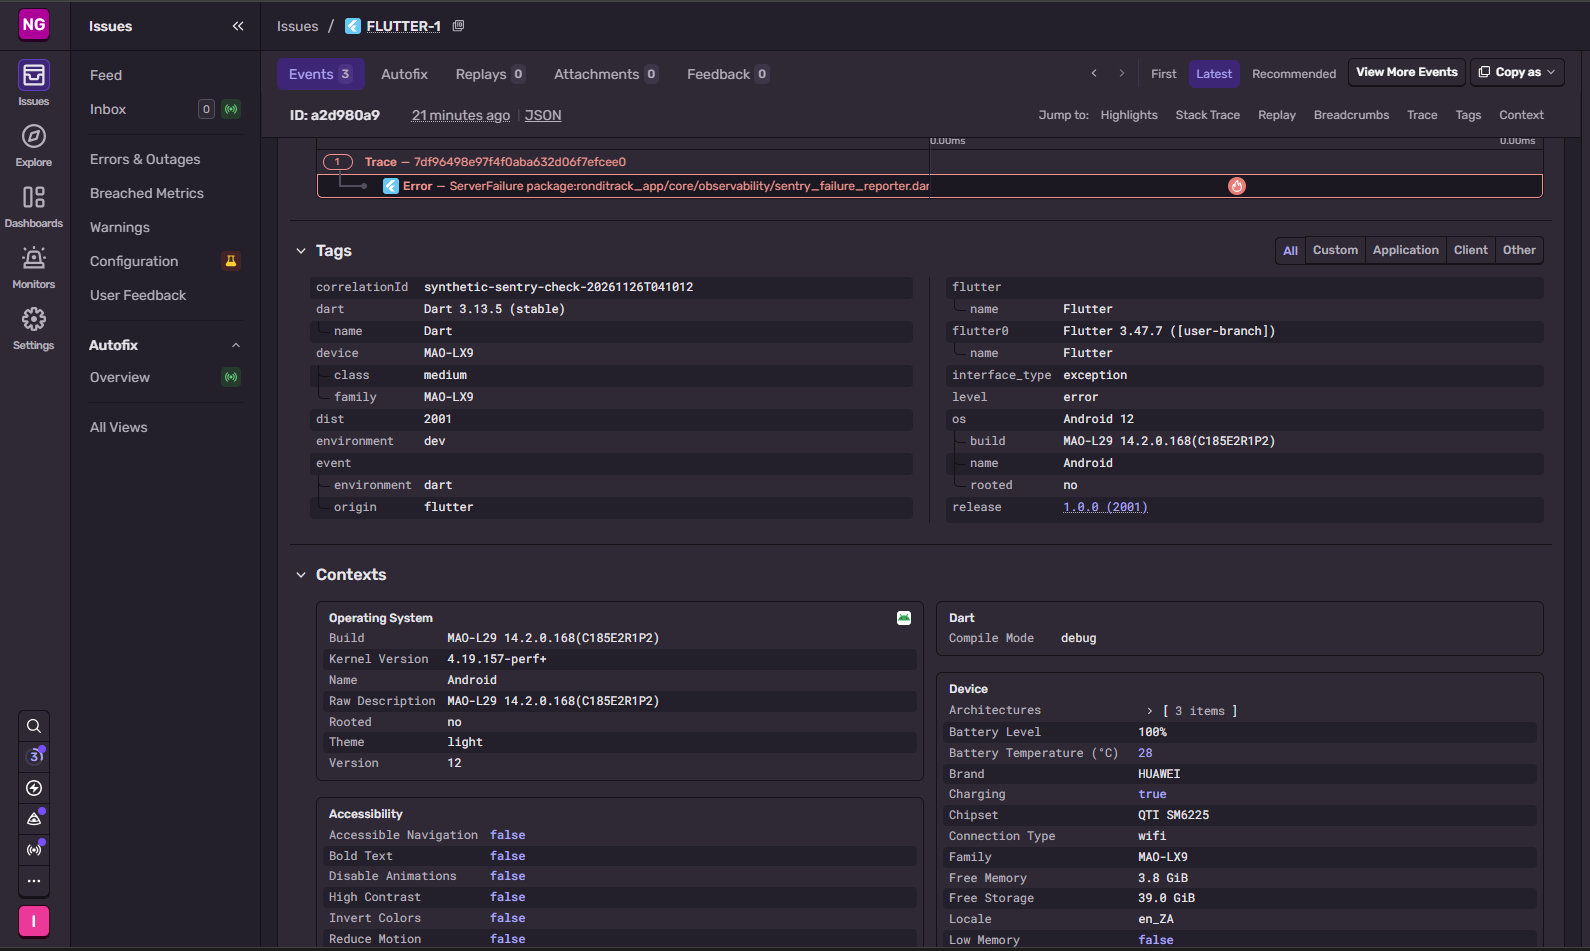 NG
Issues
Explore
Dashboards
Monitors
Settings
3
I
Issues
Feed
Inbox 0
Errors & Outages
Breached Metrics
Warnings
Configuration
User Feedback
Autofix
Overview
All Views
Issues / FLUTTER-1
Events 3 Autofix Replays 0 Attachments 0 Feedback 0
First Latest Recommended View More Events Copy as
ID: a2d980a9 21 minutes ago JSON
Jump to: Highlights Stack Trace Replay Breadcrumbs Trace Tags Context
0.00ms 0.00ms
1 Trace — 7df96498e97f4f0aba632d06f7efcee0
Error — ServerFailure package:ronditrack_app/core/observability/sentry_failure_reporter.dar
Tags
All Custom Application Client Other
correlationId synthetic-sentry-check-20261126T041012
dart Dart 3.13.5 (stable)
name Dart
device MAO-LX9
class medium
family MAO-LX9
dist 2001
environment dev
event
environment dart
origin flutter
flutter
name Flutter
flutter0 Flutter 3.47.7 ([user-branch])
name Flutter
interface_type exception
level error
os Android 12
build MAO-L29 14.2.0.168(C185E2R1P2)
name Android
rooted no
release 1.0.0 (2001)
Contexts
Operating System
Build MAO-L29 14.2.0.168(C185E2R1P2)
Kernel Version 4.19.157-perf+
Name Android
Raw Description MAO-L29 14.2.0.168(C185E2R1P2)
Rooted no
Theme light
Version 12
Accessibility
Accessible Navigation false
Bold Text false
Disable Animations false
High Contrast false
Invert Colors false
Reduce Motion false
Dart
Compile Mode debug
Device
Architectures > [ 3 items ]
Battery Level 100%
Battery Temperature (°C) 28
Brand HUAWEI
Charging true
Chipset QTI SM6225
Connection Type wifi
Family MAO-LX9
Free Memory 3.8 GiB
Free Storage 39.0 GiB
Locale en_ZA
Low Memory false